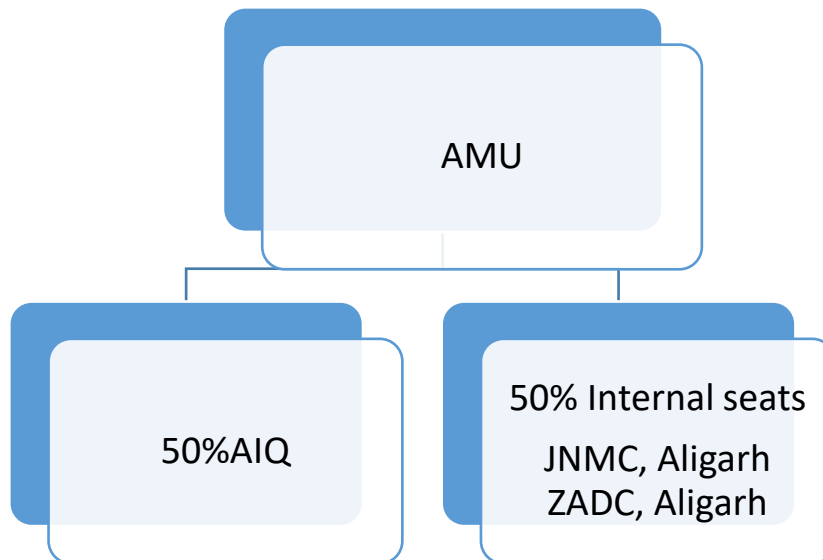 AMU
50%AIQ
50% Internal seats
JNMC, Aligarh
ZADC, Aligarh